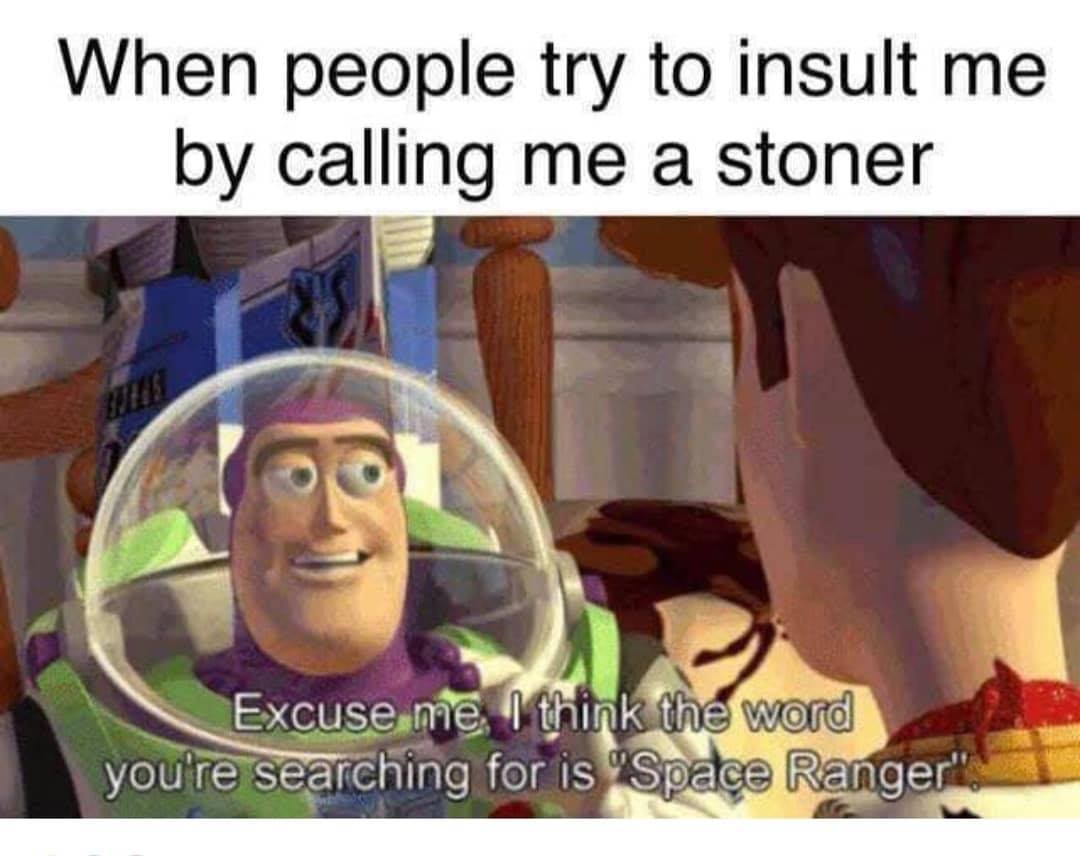 When people try to insult me
by calling me a stoner
Excuse me, I think the word
you're searching for is "Space Ranger".